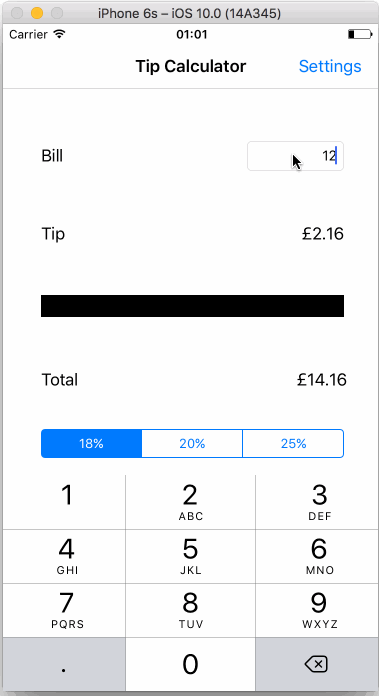 iPhone 6s – iOS 10.0 (14A345)
Carrier 01:01
Tip Calculator Settings
Bill 12
Tip £2.16
Total £14.16
18% 20% 25%
1 2 3
ABC DEF
4 5 6
GHI JKL MNO
7 8 9
PQRS TUV WXYZ
. 0